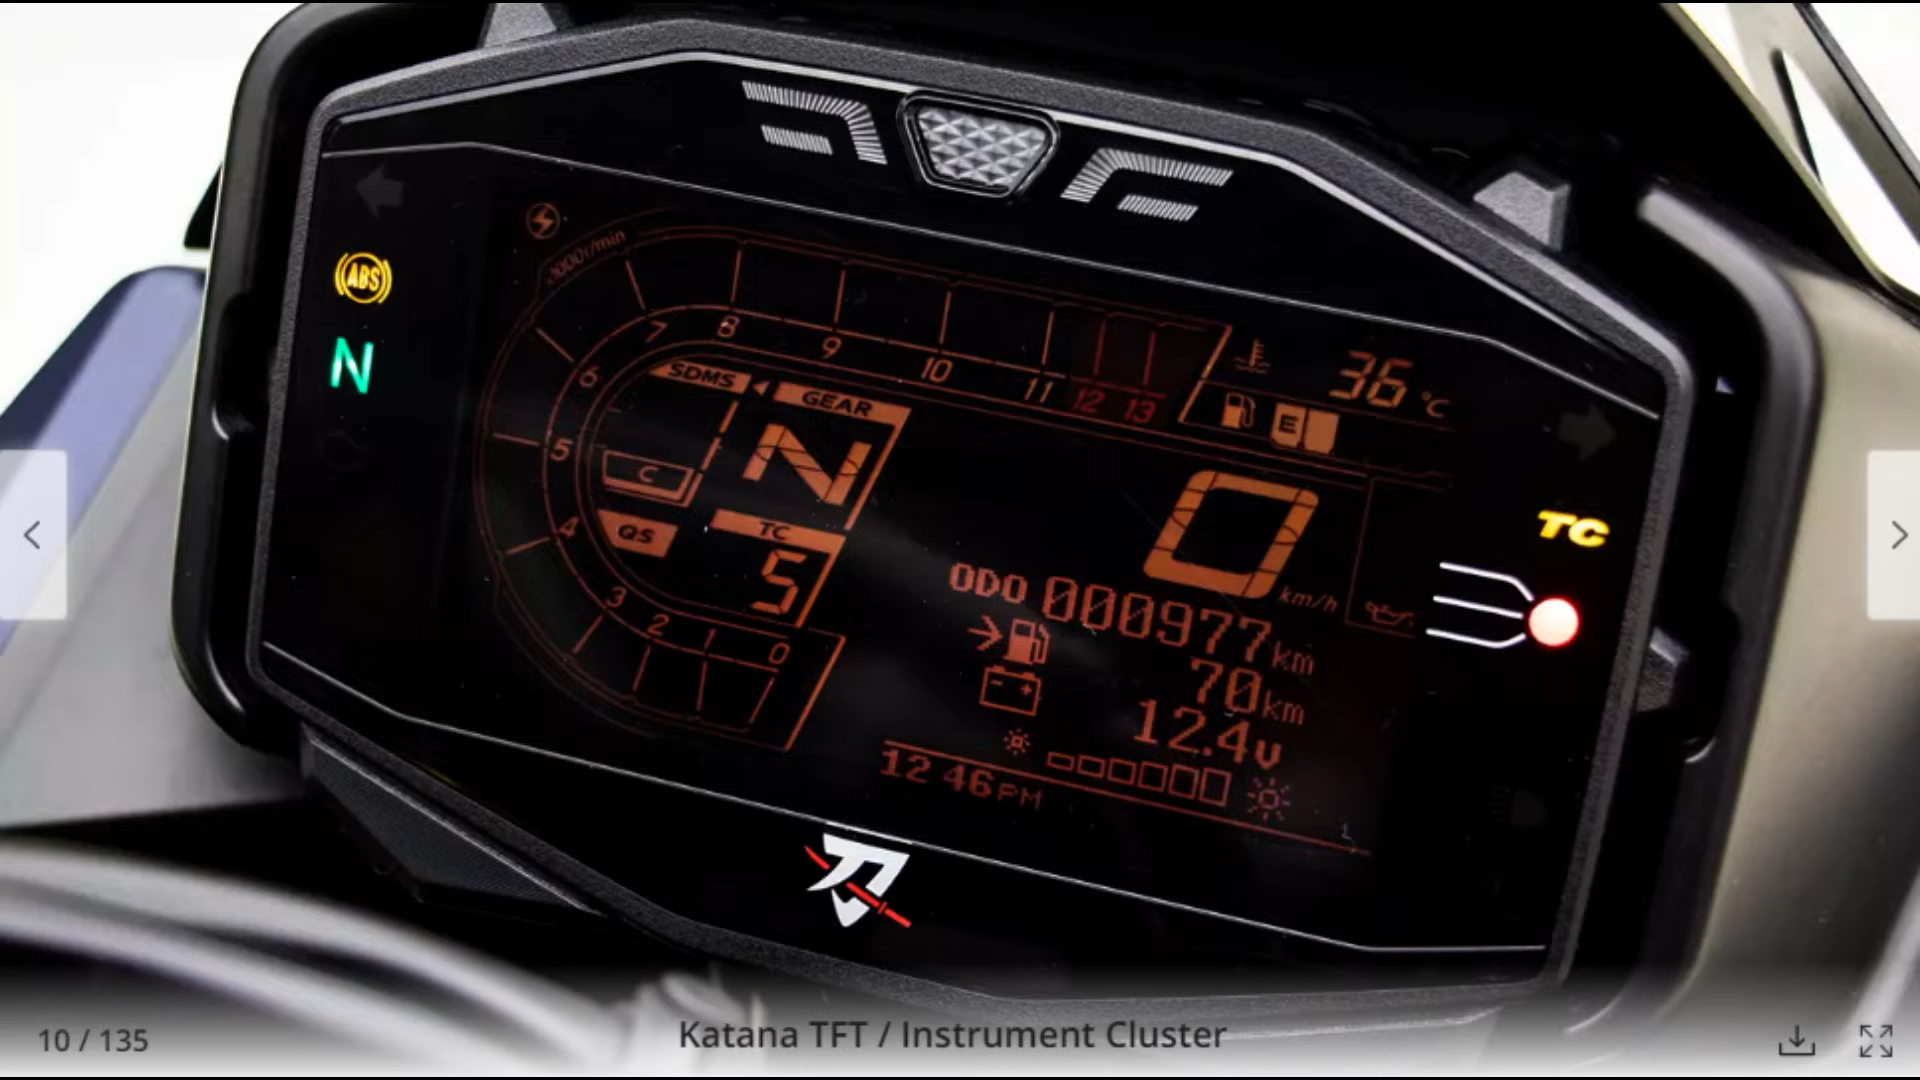 ×1000r/min
ABS
N
7 8 9 10 11 12 13
6
5
4
3
2
1
0
SDMS
GEAR
N
C
QS
TC
5
36 °C
E
0 km/h
TC
ODO 000977 km
70 km
12.4 v
12 46 PM
刀
10 / 135
Katana TFT / Instrument Cluster